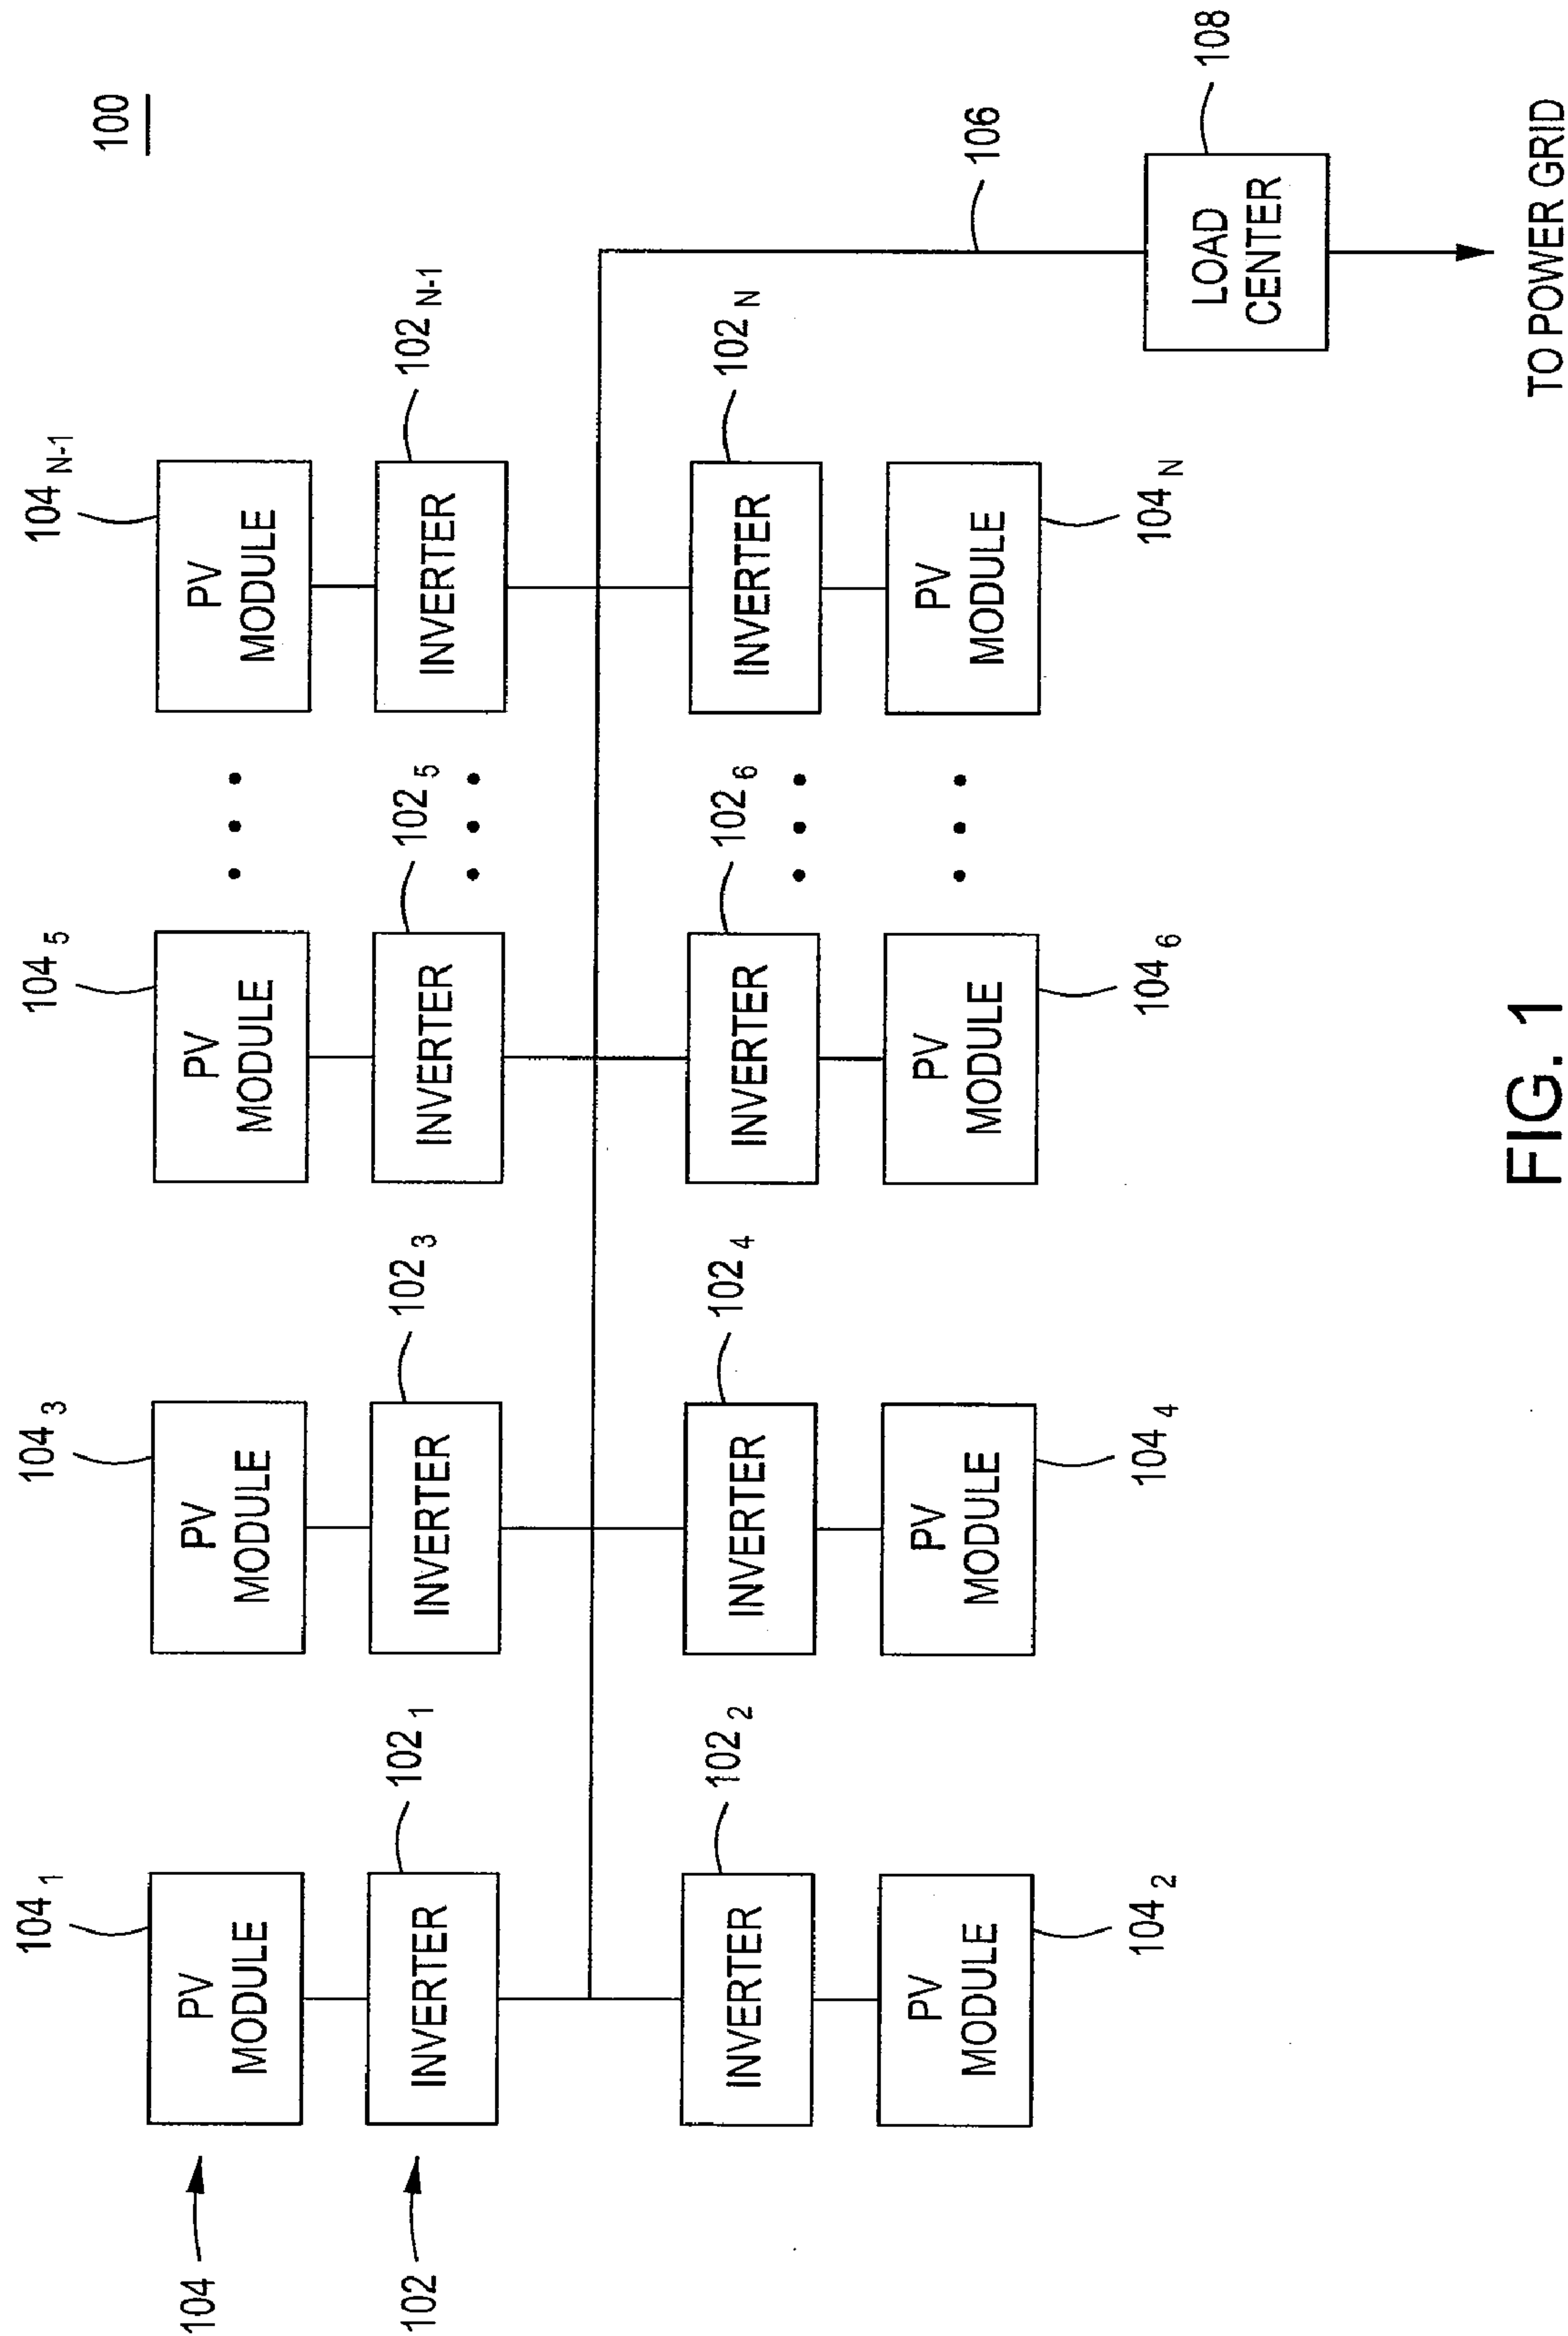 100
104 N-1
104 5
104 3
104 1
104
PV
MODULE
PV
MODULE
PV
MODULE
PV
MODULE
102
102 1
102 3
102 5
102 N-1
INVERTER
INVERTER
INVERTER
INVERTER
106
102 2
102 4
102 6
102 N
INVERTER
INVERTER
INVERTER
INVERTER
PV
MODULE
PV
MODULE
PV
MODULE
PV
MODULE
104 2
104 4
104 6
104 N
108
LOAD
CENTER
TO POWER GRID
FIG. 1